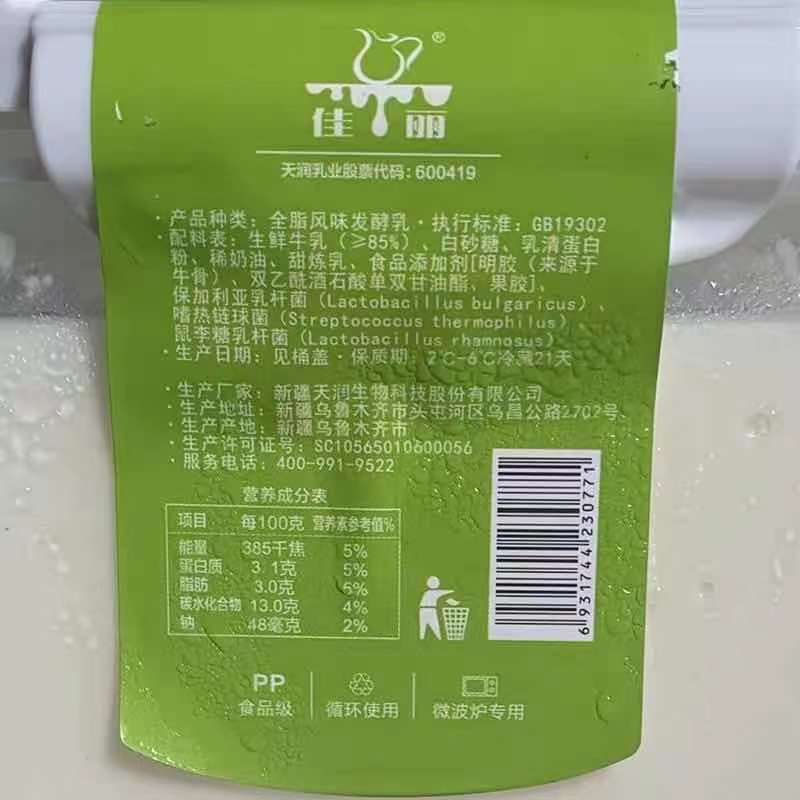 佳丽
天润乳业股票代码：600419
·产品种类：全脂风味发酵乳·执行标准：GB19302
·配料表：生鲜牛乳（≥85%）、白砂糖、乳清蛋白
粉、稀奶油、甜炼乳、食品添加剂[明胶（来源于
牛骨）、双乙酰酒石酸单双甘油酯、果胶]、
保加利亚乳杆菌（Lactobacillus bulgaricus）、
嗜热链球菌（Streptococcus thermophilus）
鼠李糖乳杆菌（Lactobacillus rhamnosus）
·生产日期：见桶盖·保质期：2℃-6℃冷藏21天
·生产厂家：新疆天润生物科技股份有限公司
·生产地址：新疆乌鲁木齐市头屯河区乌昌公路2702号
·生产产地：新疆乌鲁木齐市
·生产许可证号：SC10565010600056
·服务电话：400-991-9522
营养成分表
项目 每100克 营养素参考值%
能量 385千焦 5%
蛋白质 3.1克 5%
脂肪 3.0克 5%
碳水化合物 13.0克 4%
钠 48毫克 2%
6931744230771
PP
食品级 循环使用 微波炉专用